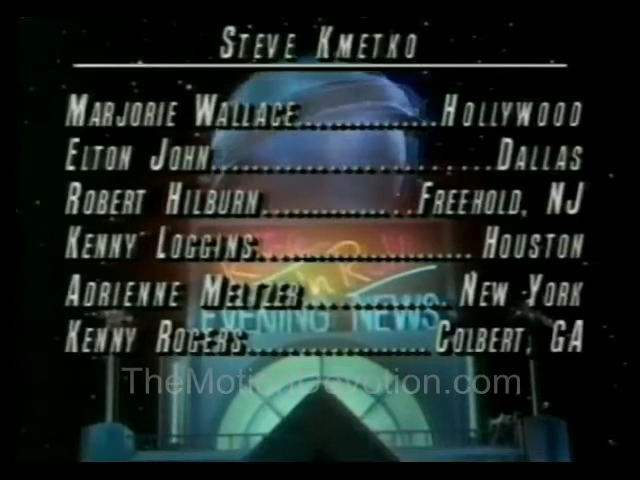 STEVE KMETKO
MARJORIE WALLACE..............HOLLYWOOD
ELTON JOHN............................DALLAS
ROBERT HILBURN................FREEHOLD, NJ
KENNY LOGGINS........................HOUSTON
ADRIENNE MELTZER...............NEW YORK
KENNY ROGERS....................COLBERT, GA
EVENING NEWS
TheMotionDevotion.com